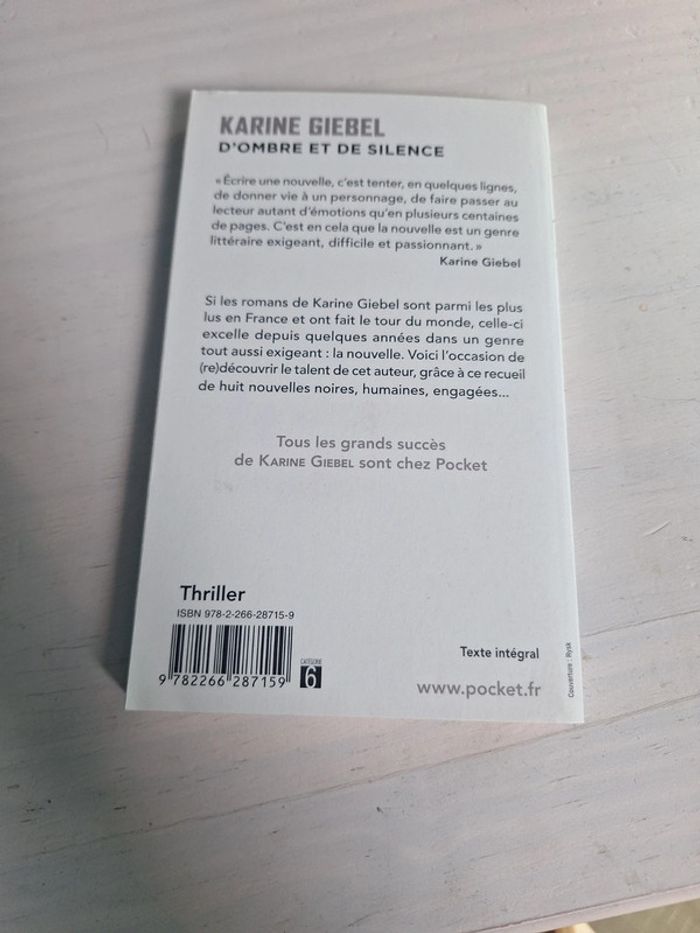 KARINE GIEBEL
D'OMBRE ET DE SILENCE
« Écrire une nouvelle, c'est tenter, en quelques lignes,
de donner vie à un personnage, de faire passer au
lecteur autant d'émotions qu'en plusieurs centaines
de pages. C'est en cela que la nouvelle est un genre
littéraire exigeant, difficile et passionnant. »
Karine Giebel
Si les romans de Karine Giebel sont parmi les plus
lus en France et ont fait le tour du monde, celle-ci
excelle depuis quelques années dans un genre
tout aussi exigeant : la nouvelle. Voici l'occasion de
(re)découvrir le talent de cet auteur, grâce à ce recueil
de huit nouvelles noires, humaines, engagées...
Tous les grands succès
de KARINE GIEBEL sont chez Pocket
Thriller
ISBN 978-2-266-28715-9
9 782266 287159
CATÉGORIE
6
Texte intégral
www.pocket.fr
Couverture : Rysk